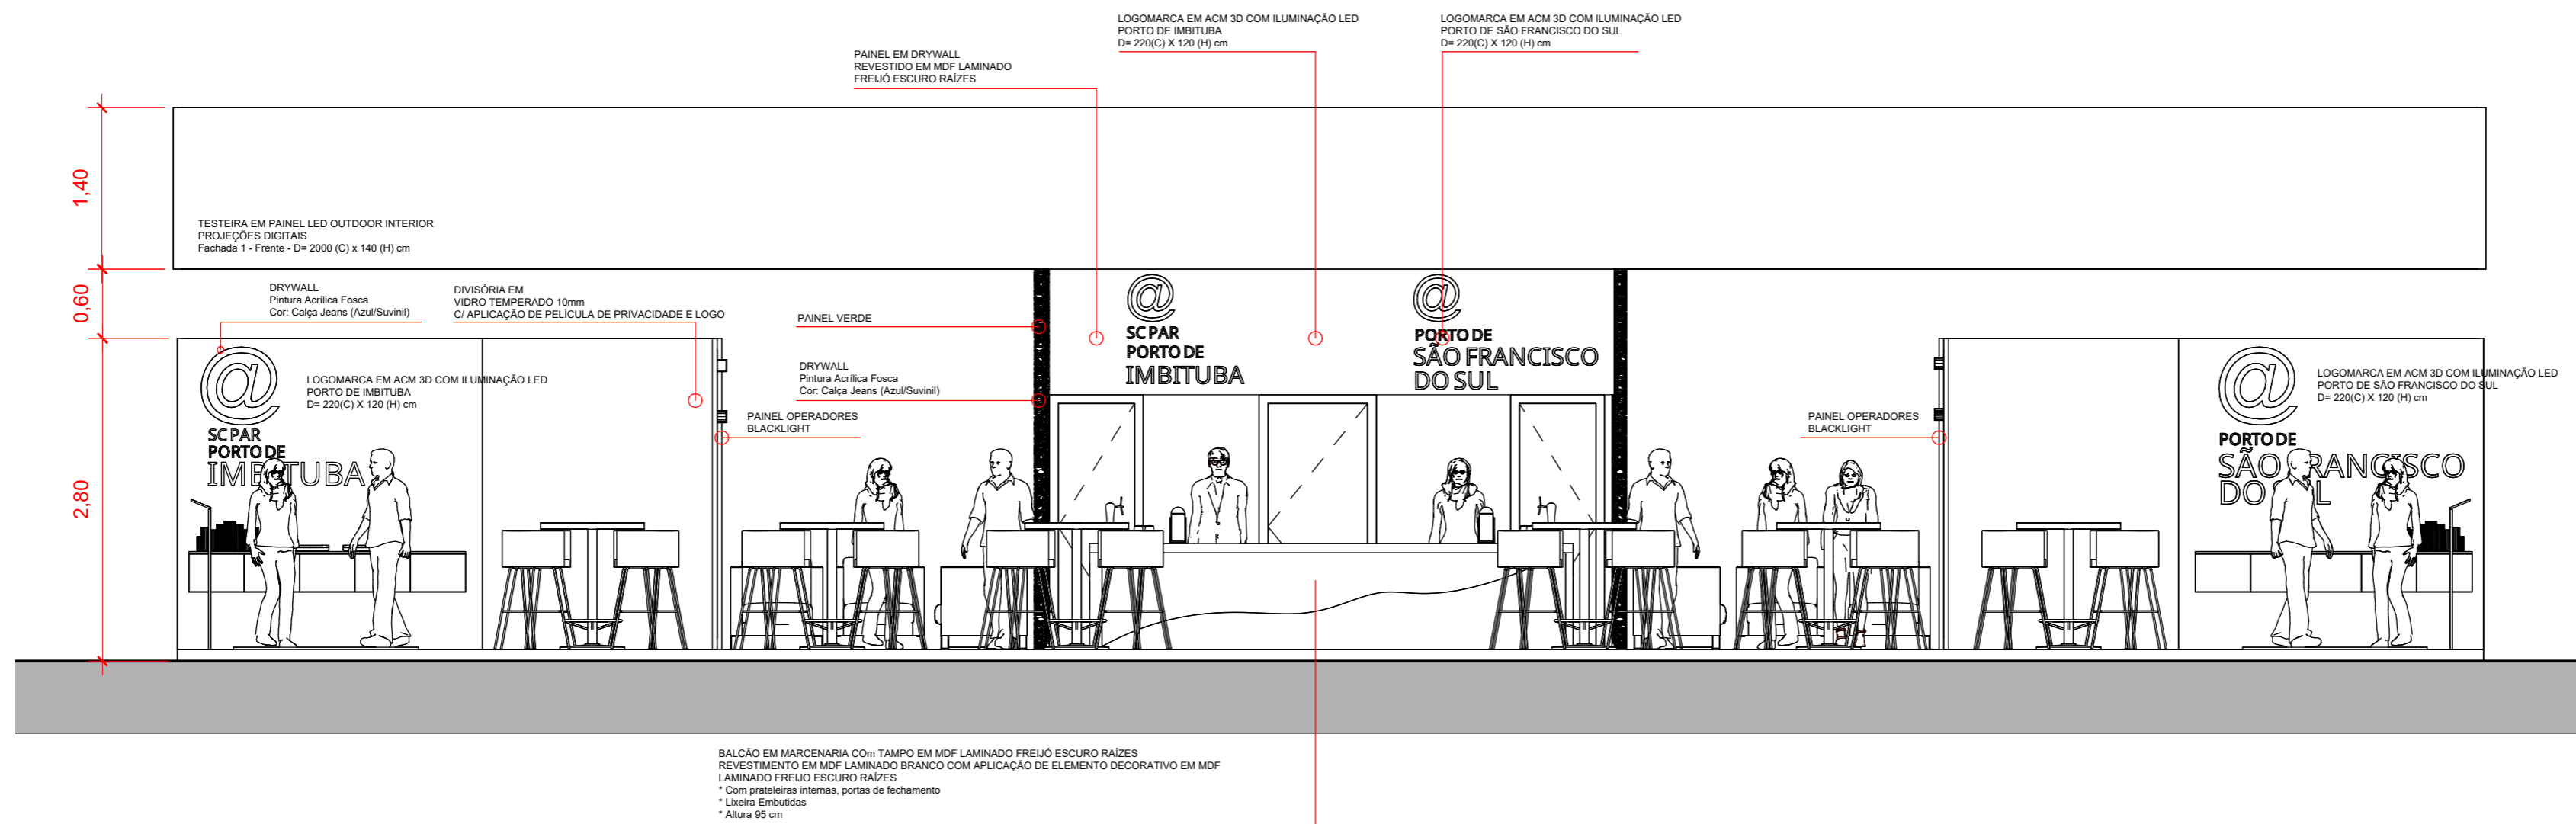 LOGOMARCA EM ACM 3D COM ILUMINAÇÃO LED
PORTO DE IMBITUBA
D= 220(C) X 120 (H) cm
LOGOMARCA EM ACM 3D COM ILUMINAÇÃO LED
PORTO DE SÃO FRANCISCO DO SUL
D= 220(C) X 120 (H) cm
PAINEL EM DRYWALL
REVESTIDO EM MDF LAMINADO
FREIJÓ ESCURO RAÍZES
1,40
TESTEIRA EM PAINEL LED OUTDOOR INTERIOR
PROJEÇÕES DIGITAIS
Fachada 1 - Frente - D= 2000 (C) x 140 (H) cm
0,60
DRYWALL
Pintura Acrílica Fosca
Cor: Calça Jeans (Azul/Suvinil)
DIVISÓRIA EM
VIDRO TEMPERADO 10mm
C/ APLICAÇÃO DE PELÍCULA DE PRIVACIDADE E LOGO
PAINEL VERDE
DRYWALL
Pintura Acrílica Fosca
Cor: Calça Jeans (Azul/Suvinil)
@
SCPAR
PORTO DE
IMBITUBA
@
PORTO DE
SÃO FRANCISCO
DO SUL
@
SCPAR
PORTO DE
IMBITUBA
LOGOMARCA EM ACM 3D COM ILUMINAÇÃO LED
PORTO DE IMBITUBA
D= 220(C) X 120 (H) cm
PAINEL OPERADORES
BLACKLIGHT
PAINEL OPERADORES
BLACKLIGHT
@
PORTO DE
SÃO FRANCISCO
DO SUL
LOGOMARCA EM ACM 3D COM ILUMINAÇÃO LED
PORTO DE SÃO FRANCISCO DO SUL
D= 220(C) X 120 (H) cm
2,80
BALCÃO EM MARCENARIA COm TAMPO EM MDF LAMINADO FREIJÓ ESCURO RAÍZES
REVESTIMENTO EM MDF LAMINADO BRANCO COM APLICAÇÃO DE ELEMENTO DECORATIVO EM MDF
LAMINADO FREIJO ESCURO RAÍZES
* Com prateleiras internas, portas de fechamento
* Lixeira Embutidas
* Altura 95 cm